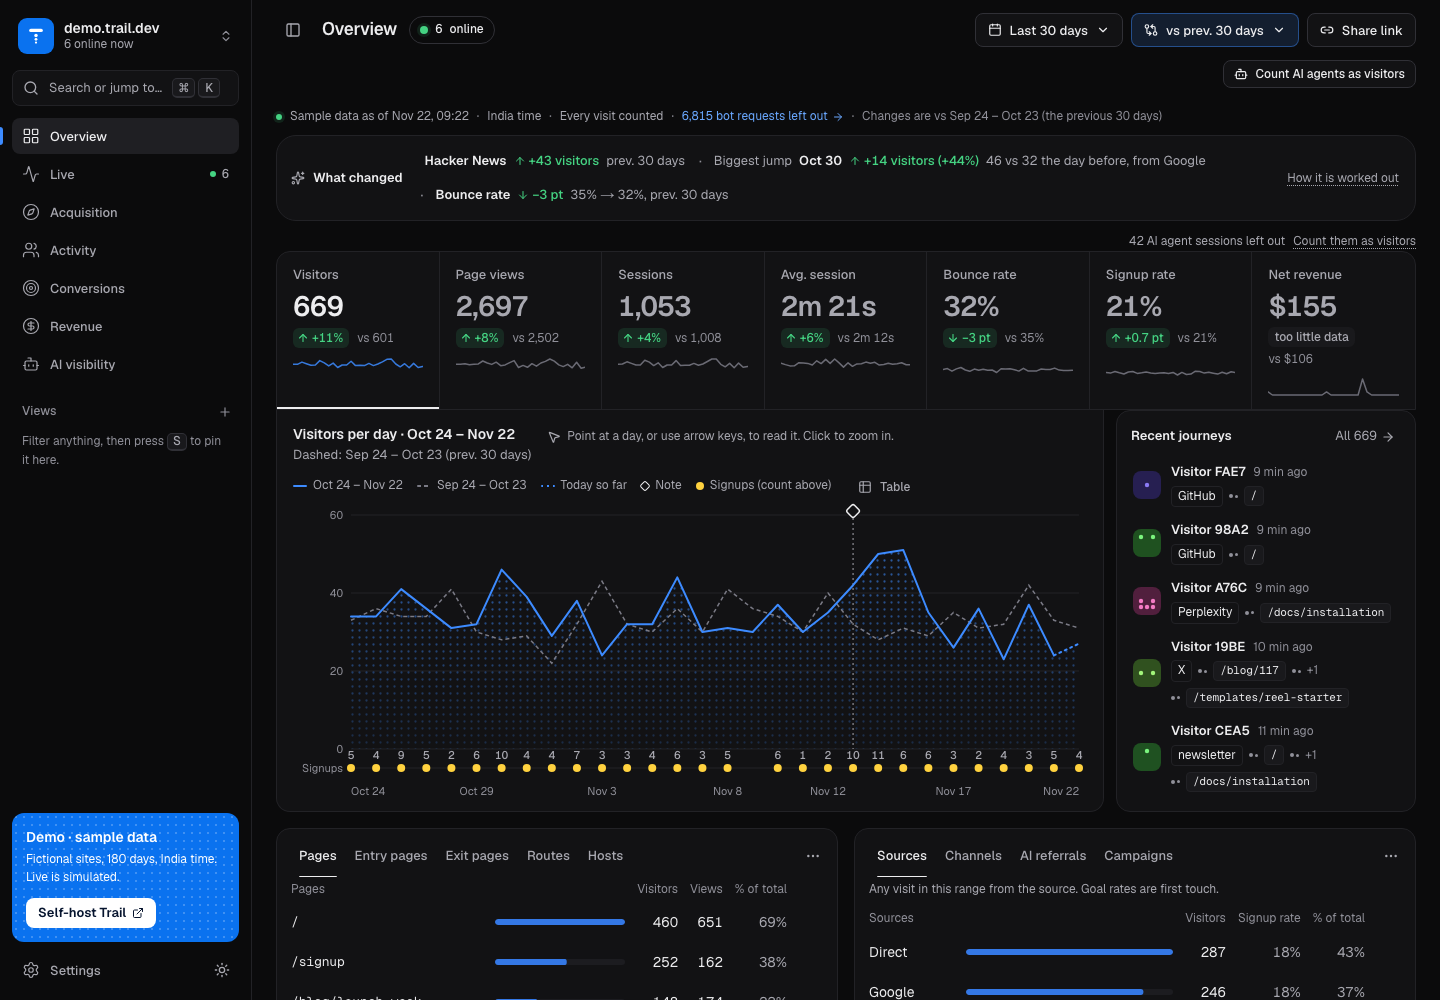 demo.trail.dev
6 online now
Search or jump to... ⌘ K
Overview
Live 6
Acquisition
Activity
Conversions
Revenue
AI visibility
Views +
Filter anything, then press S to pin
it here.
Demo · sample data
Fictional sites, 180 days, India time.
Live is simulated.
Self-host Trail
Settings
Overview 6 online
Last 30 days vs prev. 30 days Share link
Count AI agents as visitors
Sample data as of Nov 22, 09:22 · India time · Every visit counted · 6,815 bot requests left out → · Changes are vs Sep 24 – Oct 23 (the previous 30 days)
What changed
Hacker News ↑ +43 visitors prev. 30 days · Biggest jump Oct 30 ↑ +14 visitors (+44%) 46 vs 32 the day before, from Google
· Bounce rate ↓ −3 pt 35% → 32%, prev. 30 days
How it is worked out
42 AI agent sessions left out Count them as visitors
Visitors
669
↑ +11% vs 601
Page views
2,697
↑ +8% vs 2,502
Sessions
1,053
↑ +4% vs 1,008
Avg. session
2m 21s
↑ +6% vs 2m 12s
Bounce rate
32%
↓ −3 pt vs 35%
Signup rate
21%
↑ +0.7 pt vs 21%
Net revenue
$155
too little data
vs $106
Visitors per day · Oct 24 – Nov 22
Point at a day, or use arrow keys, to read it. Click to zoom in.
Dashed: Sep 24 – Oct 23 (prev. 30 days)
Oct 24 – Nov 22 Sep 24 – Oct 23 Today so far Note Signups (count above) Table
60
40
20
0
5 4 9 5 2 6 10 4 4 7 3 3 4 6 3 5 6 1 2 10 11 6 6 3 2 4 3 5 4
Signups
Oct 24 Oct 29 Nov 3 Nov 8 Nov 12 Nov 17 Nov 22
Recent journeys All 669 →
Visitor FAE7 9 min ago
GitHub /
Visitor 98A2 9 min ago
GitHub /
Visitor A76C 9 min ago
Perplexity /docs/installation
Visitor 19BE 10 min ago
X /blog/117 +1
/templates/reel-starter
Visitor CEA5 11 min ago
newsletter / +1
/docs/installation
Pages Entry pages Exit pages Routes Hosts
Pages Visitors Views % of total
/ 460 651 69%
/signup 252 162 38%
Sources Channels AI referrals Campaigns
Any visit in this range from the source. Goal rates are first touch.
Sources Visitors Signup rate % of total
Direct 287 18% 43%
Google 246 18% 37%